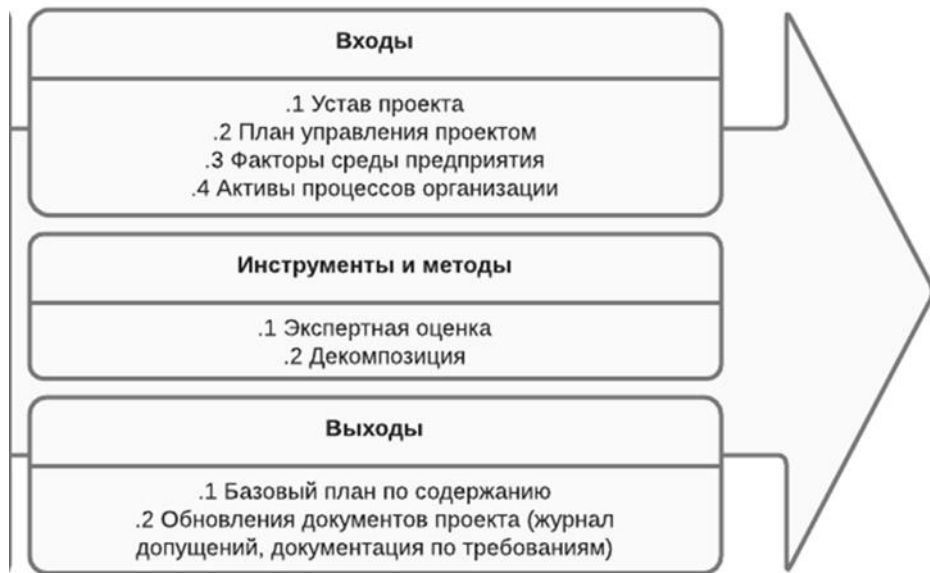 Входы
.1 Устав проекта
.2 План управления проектом
.3 Факторы среды предприятия
.4 Активы процессов организации
Инструменты и методы
.1 Экспертная оценка
.2 Декомпозиция
Выходы
.1 Базовый план по содержанию
.2 Обновления документов проекта (журнал
допущений, документация по требованиям)